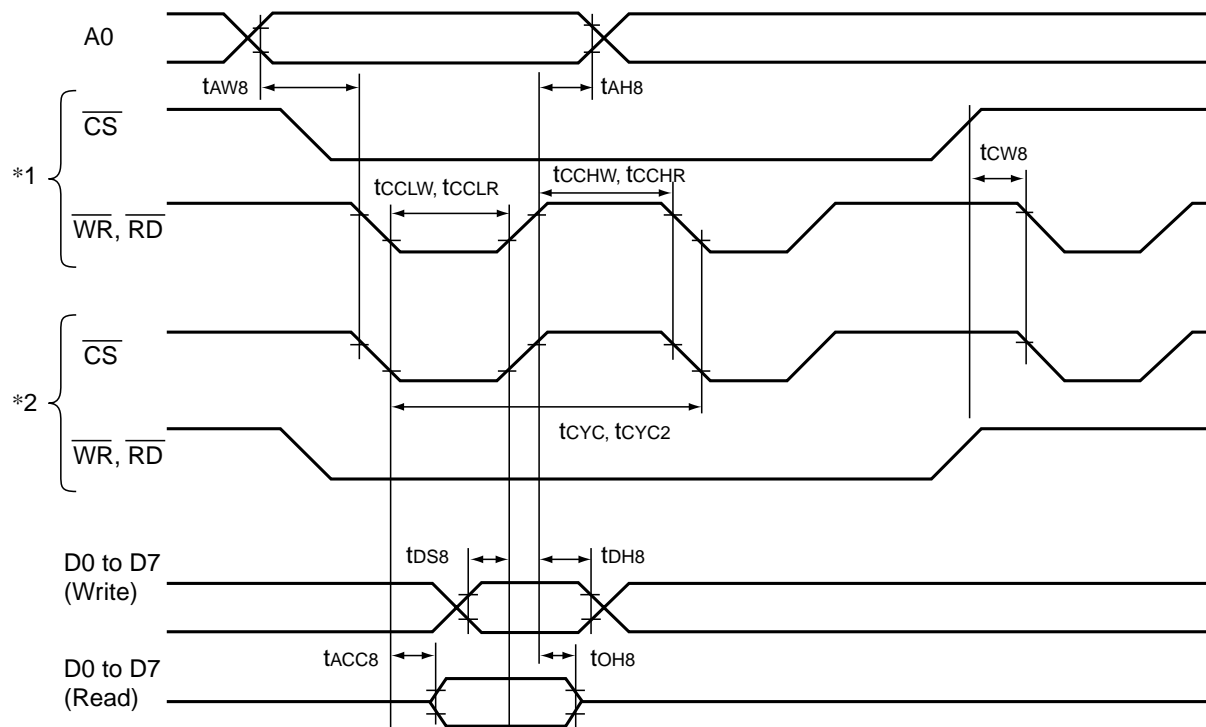 A0
tAW8
tAH8
*1
CS
tCW8
tCCLW, tCCLR
tCCHW, tCCHR
WR, RD
*2
CS
tCYC, tCYC2
WR, RD
D0 to D7
(Write)
tDS8
tDH8
D0 to D7
(Read)
tACC8
tOH8